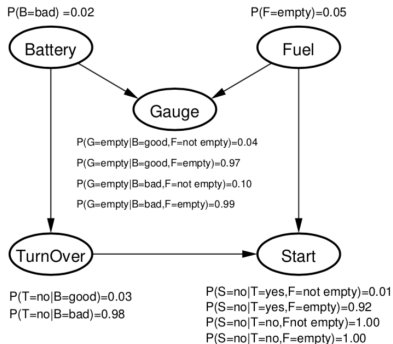 P(B=bad) =0.02
P(F=empty)=0.05
Battery
Fuel
Gauge
P(G=empty|B=good,F=not empty)=0.04
P(G=empty|B=good,F=empty)=0.97
P(G=empty|B=bad,F=not empty)=0.10
P(G=empty|B=bad,F=empty)=0.99
TurnOver
Start
P(T=no|B=good)=0.03
P(T=no|B=bad)=0.98
P(S=no|T=yes,F=not empty)=0.01
P(S=no|T=yes,F=empty)=0.92
P(S=no|T=no,Fnot empty)=1.00
P(S=no|T=no,F=empty)=1.00